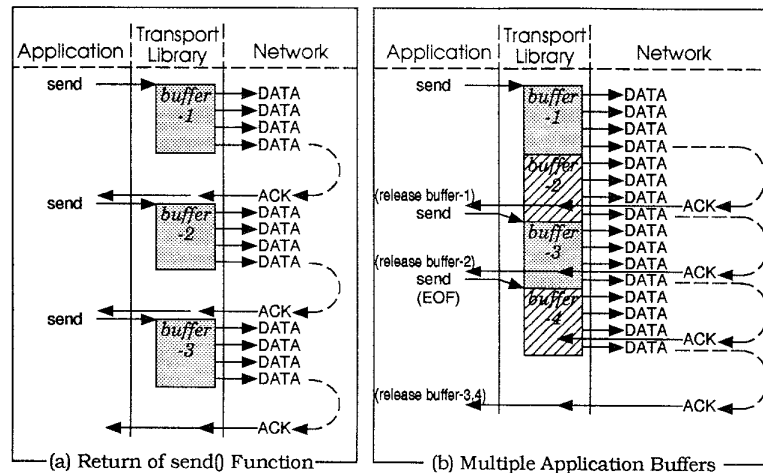 Application
Transport
Library
Network
send
buffer
-1
DATA
DATA
DATA
DATA
ACK
send
buffer
-2
DATA
DATA
DATA
DATA
ACK
send
buffer
-3
DATA
DATA
DATA
DATA
ACK
(a) Return of send() Function
Application
Transport
Library
Network
send
buffer
-1
DATA
DATA
DATA
DATA
buffer
-2
DATA
DATA
DATA
(release buffer-1)
ACK
send
DATA
buffer
-3
DATA
DATA
DATA
(release buffer-2)
ACK
send
(EOF)
DATA
buffer
-4
DATA
DATA
DATA
ACK
DATA
(release buffer-3,4)
ACK
(b) Multiple Application Buffers